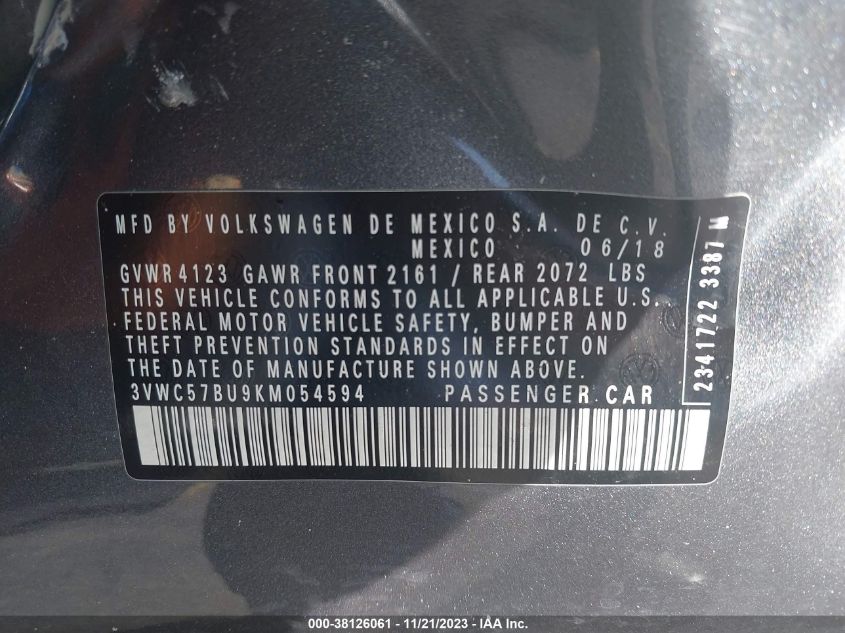 MFD BY VOLKSWAGEN DE MEXICO S.A. DE C.V.
MEXICO 06/18
GVWR 4123 GAWR FRONT 2161 / REAR 2072 LBS
THIS VEHICLE CONFORMS TO ALL APPLICABLE U.S.
FEDERAL MOTOR VEHICLE SAFETY, BUMPER AND
THEFT PREVENTION STANDARDS IN EFFECT ON
THE DATE OF MANUFACTURE SHOWN ABOVE.
3VWC57BU9KM054594 PASSENGER CAR
2341722 3387 M
000-38126061 - 11/21/2023 - IAA Inc.